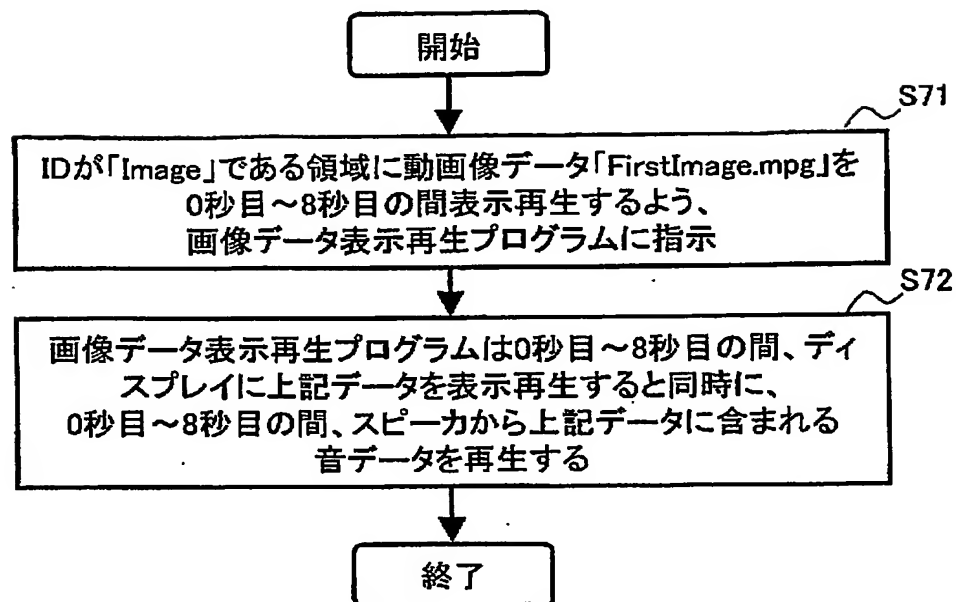 開始
S71
IDが「Image」である領域に動画像データ「FirstImage.mpg」を
0秒目～8秒目の間表示再生するよう、
画像データ表示再生プログラムに指示
S72
画像データ表示再生プログラムは0秒目～8秒目の間、ディ
スプレイに上記データを表示再生すると同時に、
0秒目～8秒目の間、スピーカから上記データに含まれる
音データを再生する
終了